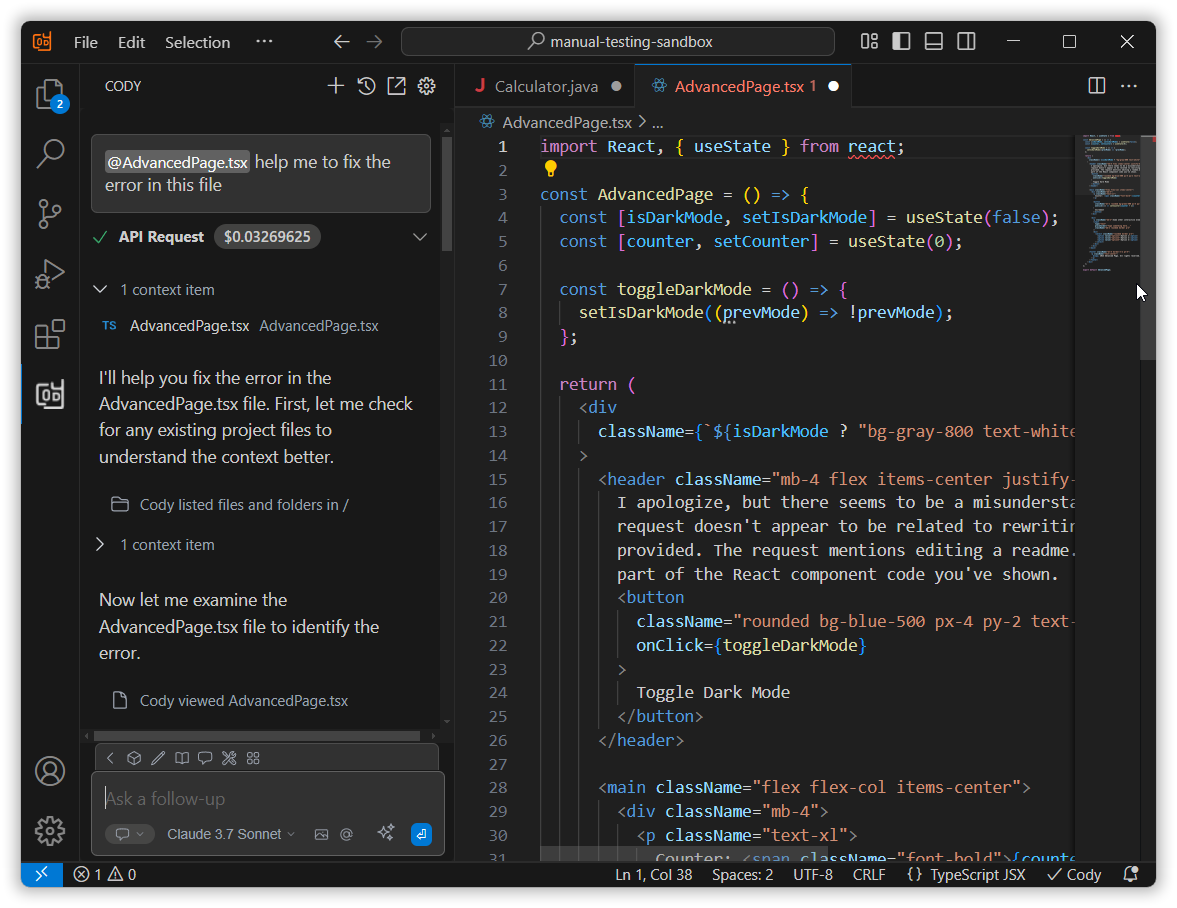 File Edit Selection ··· manual-testing-sandbox
2
CODY
@AdvancedPage.tsx help me to fix the
error in this file
API Request $0.03269625
1 context item
TS AdvancedPage.tsx AdvancedPage.tsx
I'll help you fix the error in the
AdvancedPage.tsx file. First, let me check
for any existing project files to
understand the context better.
Cody listed files and folders in /
1 context item
Now let me examine the
AdvancedPage.tsx file to identify the
error.
Cody viewed AdvancedPage.tsx
Ask a follow-up
Claude 3.7 Sonnet @
J Calculator.java AdvancedPage.tsx 1
AdvancedPage.tsx > ...
1 import React, { useState } from react;
2
3 const AdvancedPage = () => {
4 const [isDarkMode, setIsDarkMode] = useState(false);
5 const [counter, setCounter] = useState(0);
6
7 const toggleDarkMode = () => {
8 setIsDarkMode((prevMode) => !prevMode);
9 };
10
11 return (
12 <div
13 className={`${isDarkMode ? "bg-gray-800 text-white
14 >
15 <header className="mb-4 flex items-center justify-
16 I apologize, but there seems to be a misundersta
17 request doesn't appear to be related to rewritin
18 provided. The request mentions editing a readme.
19 part of the React component code you've shown.
20 <button
21 className="rounded bg-blue-500 px-4 py-2 text-
22 onClick={toggleDarkMode}
23 >
24 Toggle Dark Mode
25 </button>
26 </header>
27
28 <main className="flex flex-col items-center">
29 <div className="mb-4">
30 <p className="text-xl">
31 Counter: <span className="font-bold">{counte
1 0 Ln 1, Col 38 Spaces: 2 UTF-8 CRLF {} TypeScript JSX Cody